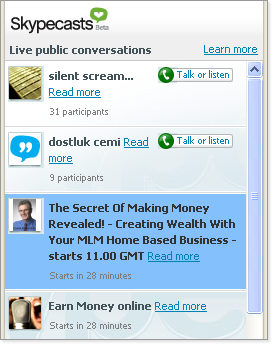 Skypecasts
Beta
Live public conversations Learn more
silent scream... Talk or listen
Read more
31 participants
dostluk cemi Read Talk or listen
more
9 participants
The Secret Of Making Money
Revealed! - Creating Wealth With
Your MLM Home Based Business -
starts 11.00 GMT Read more
Starts in 28 minutes
Earn Money online Read more
Starts in 28 minutes